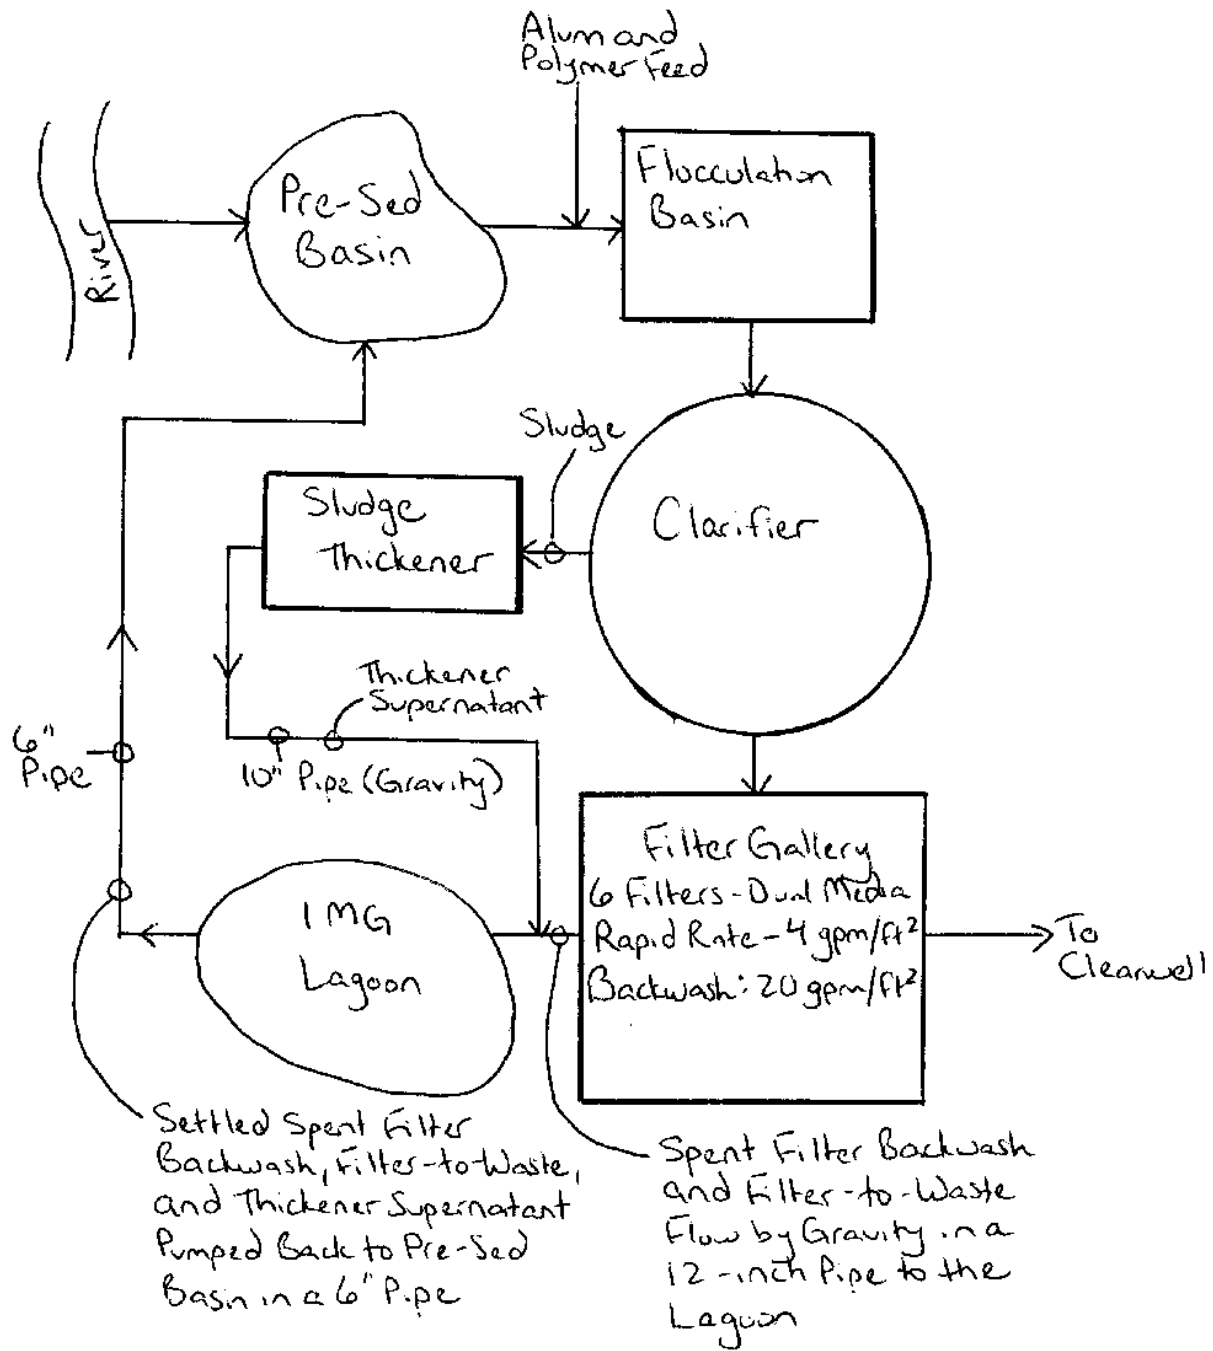 Alum and
Polymer Feed
River
Pre-Sed
Basin
Flocculation
Basin
Sludge
Sludge
Thickener
Clarifier
Thickener
Supernatant
6"
Pipe
10" Pipe (Gravity)
1 MG
Lagoon
Filter Gallery
6 Filters - Dual Media
Rapid Rate - 4 gpm/ft²
Backwash: 20 gpm/ft²
To
Clearwell
Settled Spent Filter
Backwash, Filter-to-Waste,
and Thickener Supernatant
Pumped Back to Pre-Sed
Basin in a 6" Pipe
Spent Filter Backwash
and Filter-to-Waste
Flow by Gravity in a
12-inch Pipe to the
Lagoon